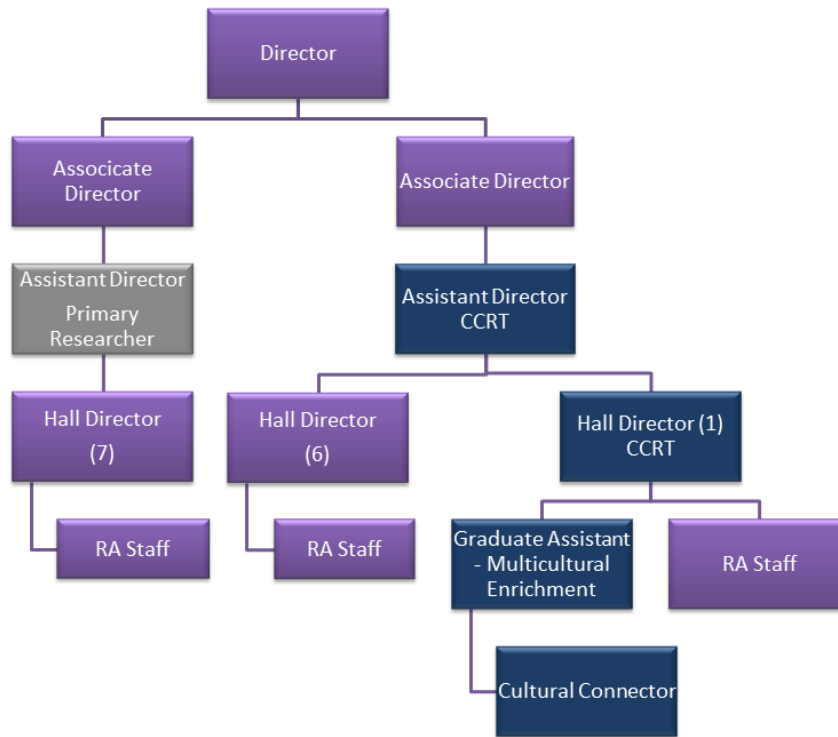 Director
Associcate
Director
Associate Director
Assistant Director
Primary
Researcher
Assistant Director
CCRT
Hall Director
(7)
Hall Director
(6)
Hall Director (1)
CCRT
RA Staff
RA Staff
Graduate Assistant
- Multicultural
Enrichment
RA Staff
Cultural Connector